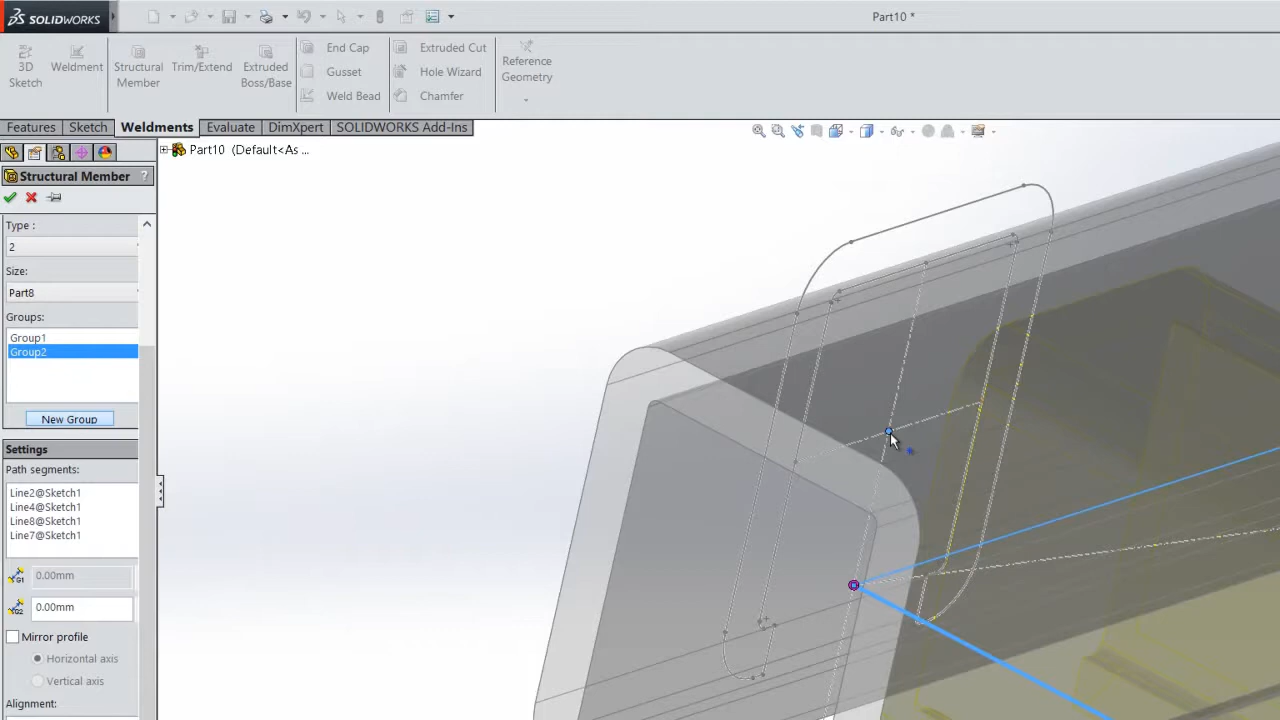 SOLIDWORKS
Part10 *
3D Sketch
Weldment
Structural Member
Trim/Extend
Extruded Boss/Base
End Cap
Gusset
Weld Bead
Extruded Cut
Hole Wizard
Chamfer
Reference Geometry
Features Sketch Weldments Evaluate DimXpert SOLIDWORKS Add-Ins
Part10 (Default<As ...
Structural Member ?
Type :
2
Size:
Part8
Groups:
Group1
Group2
New Group
Settings
Path segments:
Line2@Sketch1
Line4@Sketch1
Line8@Sketch1
Line7@Sketch1
G1 0.00mm
G2 0.00mm
Mirror profile
Horizontal axis
Vertical axis
Alignment: